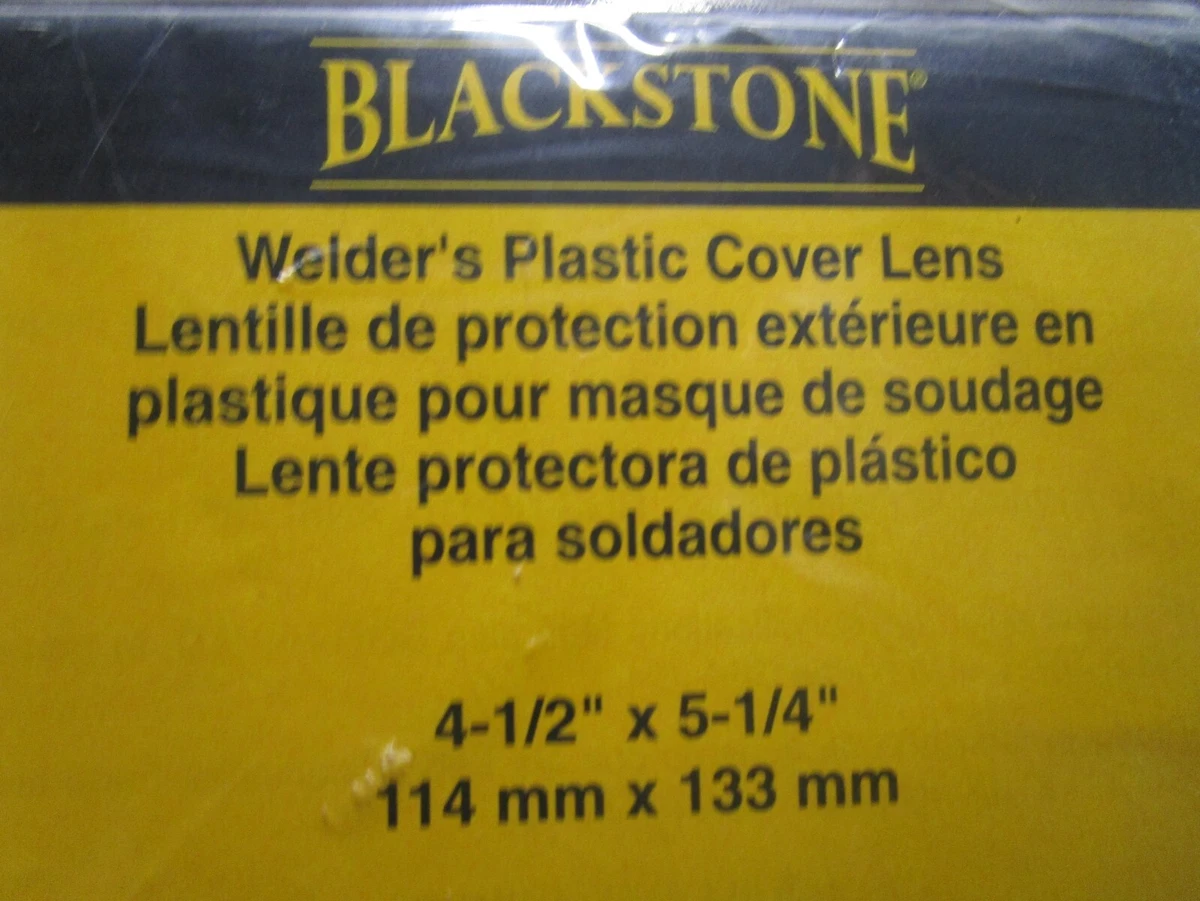 BLACKSTONE®
Welder's Plastic Cover Lens
Lentille de protection extérieure en
plastique pour masque de soudage
Lente protectora de plástico
para soldadores
4-1/2" x 5-1/4"
114 mm x 133 mm